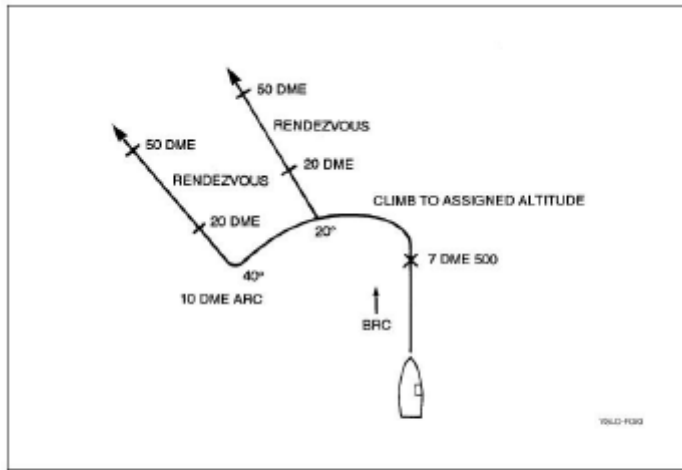 50 DME
RENDEZVOUS
20 DME
50 DME
RENDEZVOUS
20 DME
CLIMB TO ASSIGNED ALTITUDE
20°
40°
7 DME 500
10 DME ARC
BRC